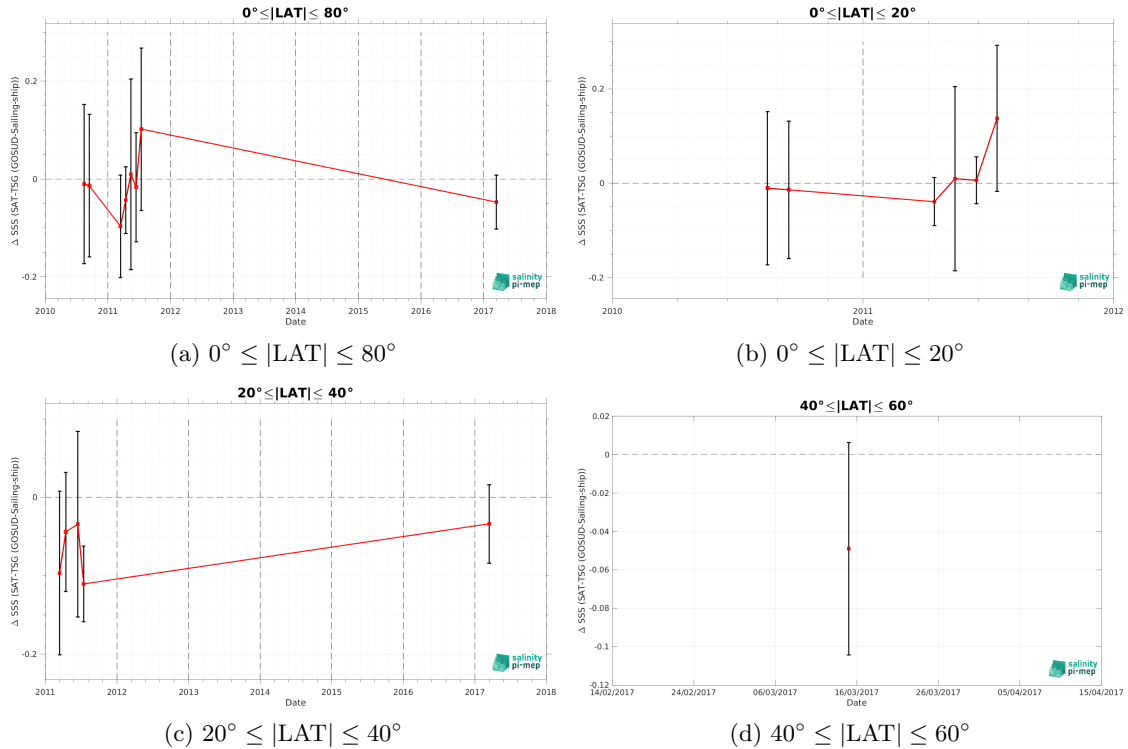 0°≤|LAT|≤ 80°
Δ SSS (SAT-TSG (GOSUD-Sailing-ship))
0.2
0
-0.2
2010 2011 2012 2013 2014 2015 2016 2017 2018
Date
salinity
pi-mep
(a) 0° ≤ |LAT| ≤ 80°
0°≤|LAT|≤ 20°
Δ SSS (SAT-TSG (GOSUD-Sailing-ship))
0.2
0
-0.2
2010 2011 2012
Date
salinity
pi-mep
(b) 0° ≤ |LAT| ≤ 20°
20°≤|LAT|≤ 40°
Δ SSS (SAT-TSG (GOSUD-Sailing-ship))
0
-0.2
2011 2012 2013 2014 2015 2016 2017 2018
Date
salinity
pi-mep
(c) 20° ≤ |LAT| ≤ 40°
40°≤|LAT|≤ 60°
Δ SSS (SAT-TSG (GOSUD-Sailing-ship))
0.02
0
-0.02
-0.04
-0.06
-0.08
-0.1
-0.12
14/02/2017 24/02/2017 06/03/2017 16/03/2017 26/03/2017 05/04/2017 15/04/2017
Date
salinity
pi-mep
(d) 40° ≤ |LAT| ≤ 60°